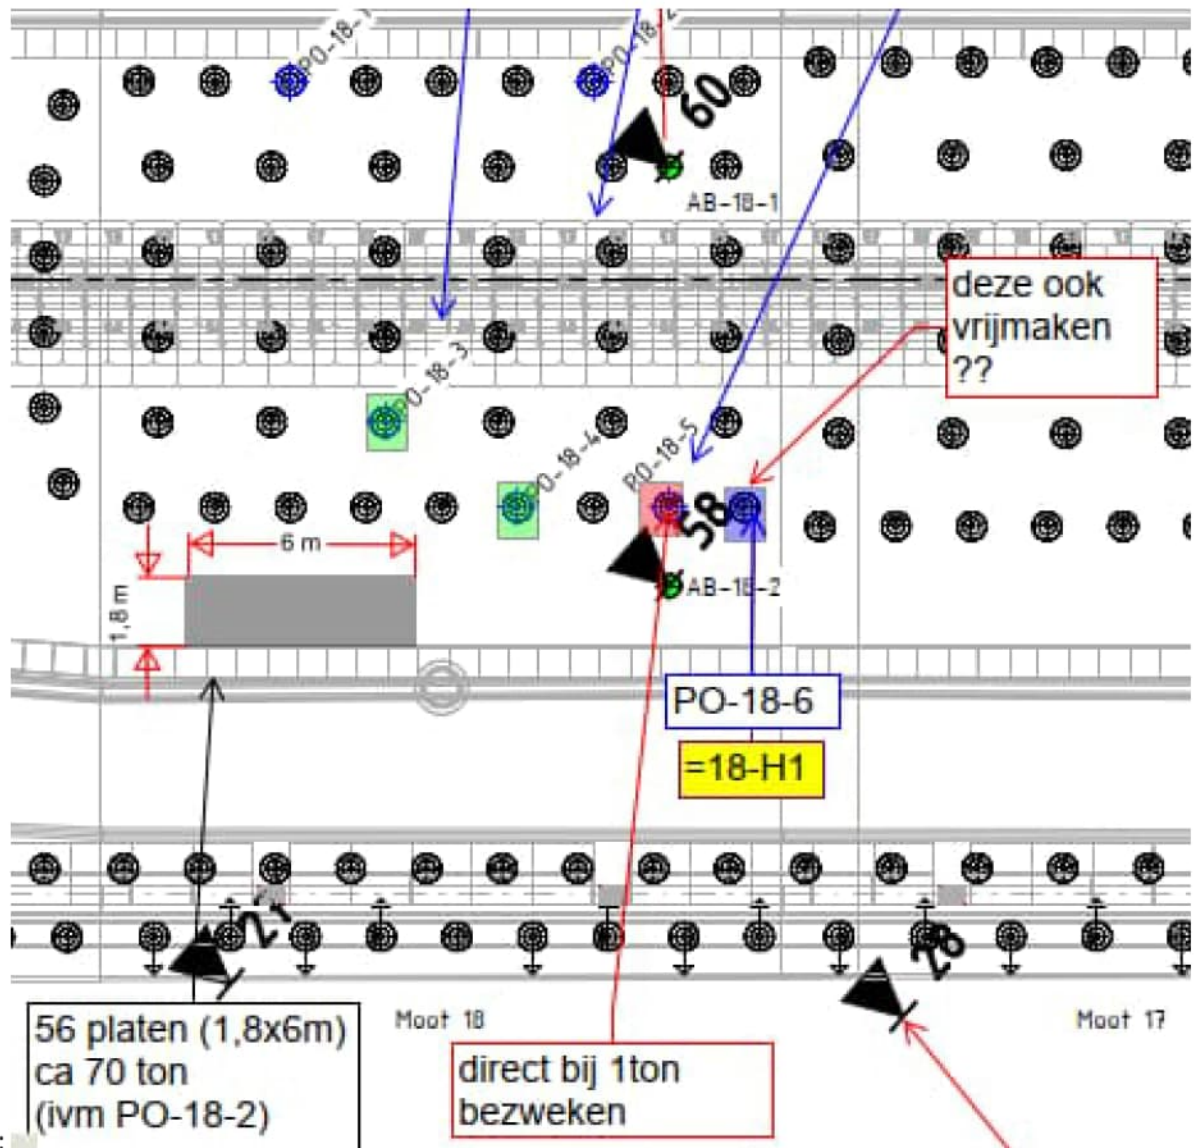 PO-18-1
PO-18-2
60
AB-18-1
deze ook
vrijmaken
??
PO-18-3
PO-18-4
PO-18-5
58
6 m
1,8 m
AB-18-2
PO-18-6
=18-H1
21
28
56 platen (1,8x6m)
ca 70 ton
(ivm PO-18-2)
Moot 18
Moot 17
direct bij 1ton
bezweken